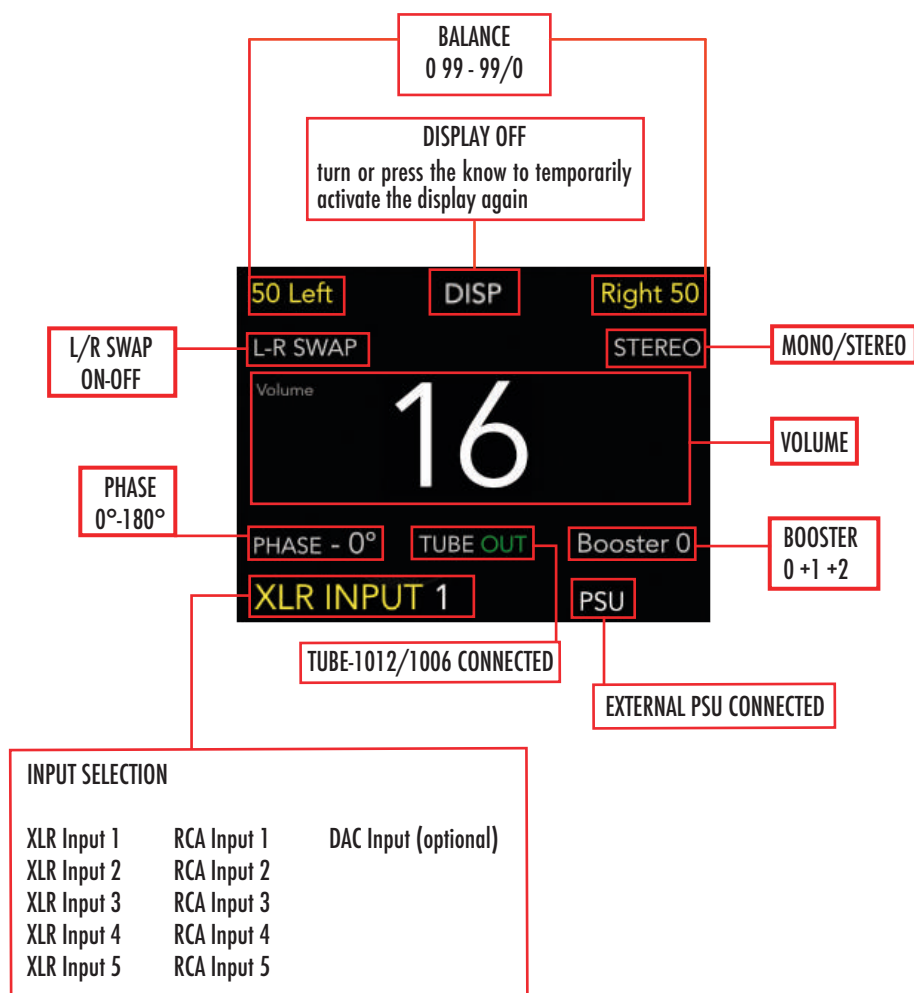 BALANCE
0 99 - 99/0
DISPLAY OFF
turn or press the know to temporarily
activate the display again
50 Left DISP Right 50
L/R SWAP
ON-OFF
L-R SWAP STEREO
MONO/STEREO
Volume
16
VOLUME
PHASE
0°-180°
PHASE - 0° TUBE OUT Booster 0
BOOSTER
0 +1 +2
XLR INPUT 1 PSU
TUBE-1012/1006 CONNECTED
EXTERNAL PSU CONNECTED
INPUT SELECTION
XLR Input 1 RCA Input 1 DAC Input (optional)
XLR Input 2 RCA Input 2
XLR Input 3 RCA Input 3
XLR Input 4 RCA Input 4
XLR Input 5 RCA Input 5